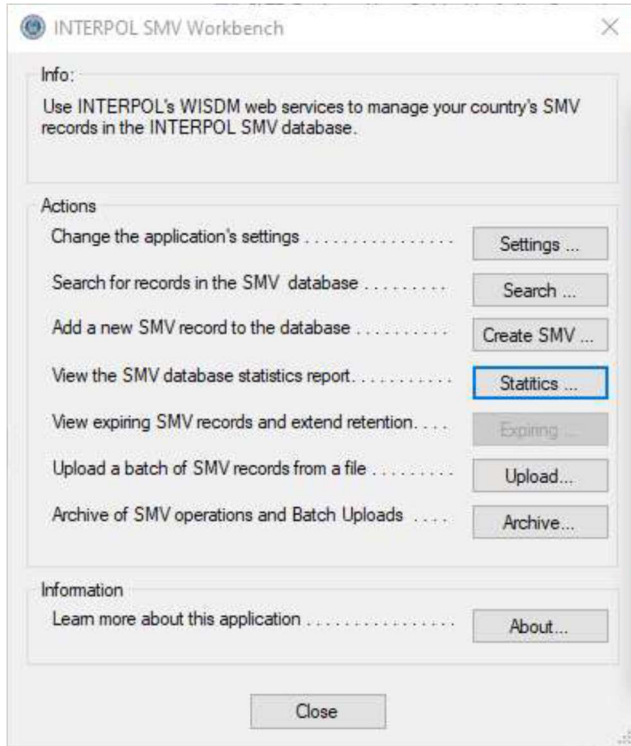 INTERPOL SMV Workbench
Info:
Use INTERPOL's WISDM web services to manage your country's SMV
records in the INTERPOL SMV database.
Actions
Change the application's settings . . . . . . . . . . . . . . . . Settings ...
Search for records in the SMV database . . . . . . . . . Search ...
Add a new SMV record to the database . . . . . . . . . . Create SMV ...
View the SMV database statistics report. . . . . . . . . . . Statitics ...
View expiring SMV records and extend retention. . . . Expiring ...
Upload a batch of SMV records from a file . . . . . . . . . Upload...
Archive of SMV operations and Batch Uploads . . . . Archive...
Information
Learn more about this application . . . . . . . . . . . . . . . . About...
Close